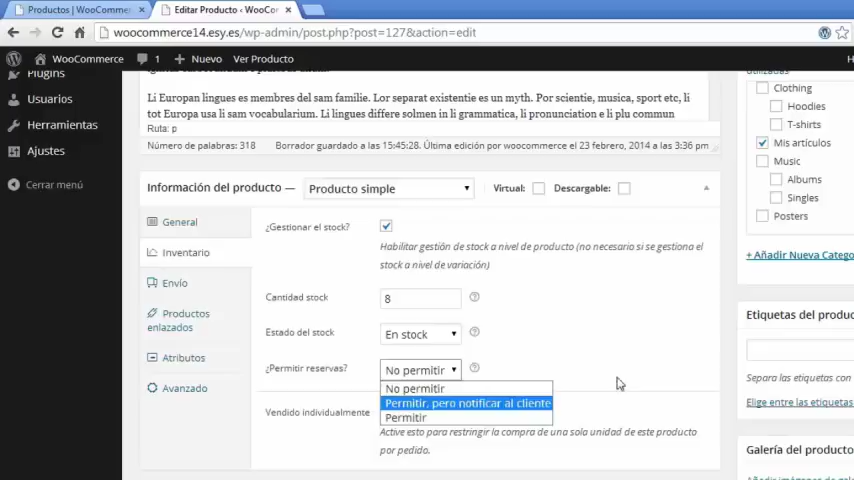 Productos | WooCommerce
Editar Producto ‹ WooCo
woocommerce14.esy.es/wp-admin/post.php?post=127&action=edit
WooCommerce 1 + Nuevo Ver Producto H
Plugins
Usuarios
Herramientas
Ajustes
Cerrar menú
Li Europan lingues es membres del sam familie. Lor separat existentie es un myth. Por scientie, musica, sport etc, li
tot Europa usa li sam vocabularium. Li lingues differe solmen in li grammatica, li pronunciation e li plu commun
Ruta: p
Número de palabras: 318 Borrador guardado a las 15:45:28. Última edición por woocommerce el 23 febrero, 2014 a las 3:36 pm
Información del producto — Producto simple Virtual: Descargable:
General
Inventario
Envío
Productos
enlazados
Atributos
Avanzado
¿Gestionar el stock?
Habilitar gestión de stock a nivel de producto (no necesario si se gestiona el
stock a nivel de variación)
Cantidad stock 8
Estado del stock En stock
¿Permitir reservas? No permitir
No permitir
Permitir, pero notificar al cliente
Permitir
Vendido individualmente
Active esto para restringir la compra de una sola unidad de este producto
por pedido.
Utilizadas
Clothing
Hoodies
T-shirts
Mis artículos
Music
Albums
Singles
Posters
+ Añadir Nueva Catego
Etiquetas del produc
Separa las etiquetas con
Elige entre las etiquetas
Galería del producto